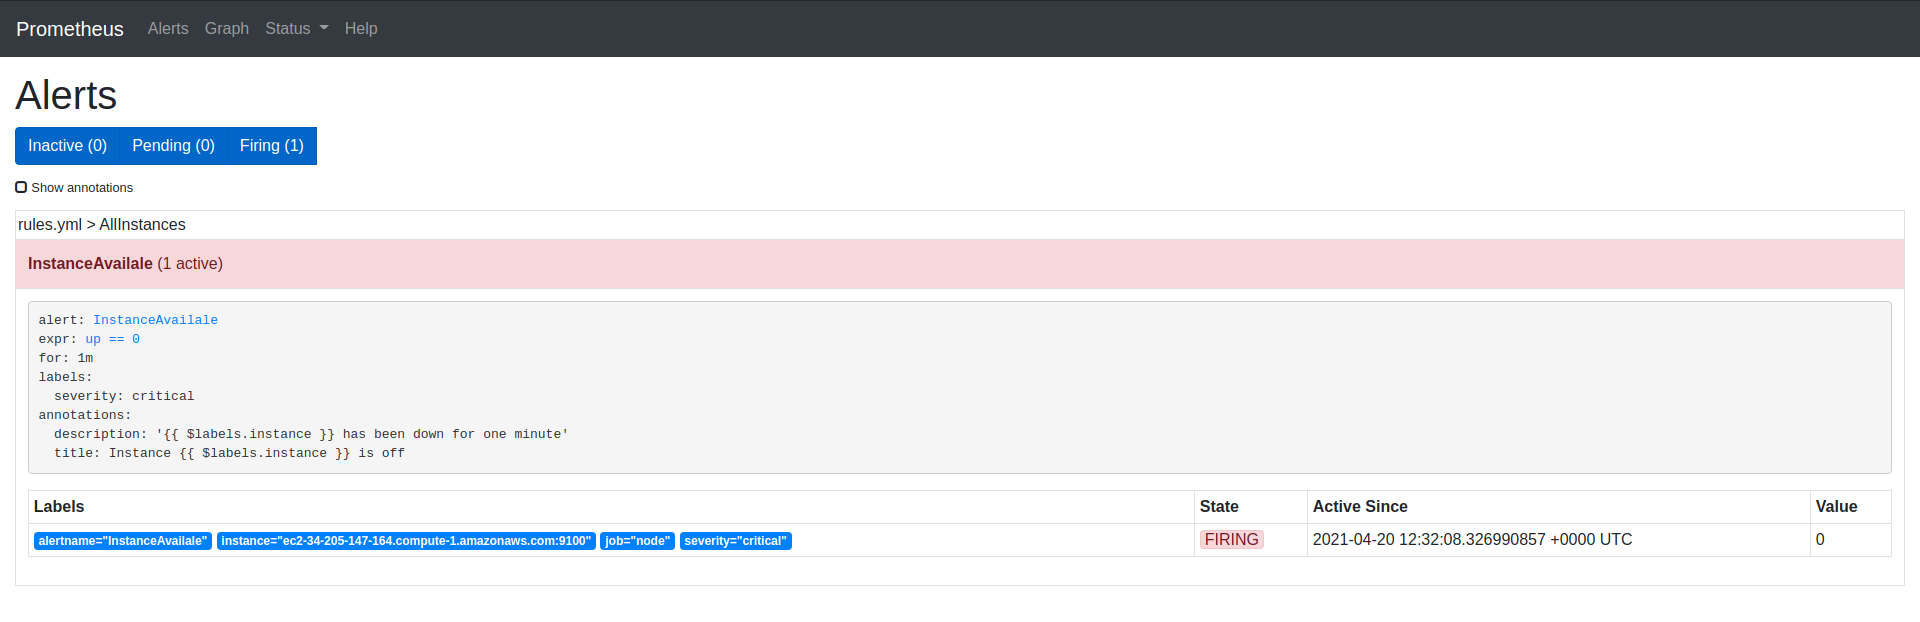 Prometheus Alerts Graph Status Help
Alerts
Inactive (0) Pending (0) Firing (1)
Show annotations
rules.yml > AllInstances
InstanceAvailale (1 active)
alert: InstanceAvailale
expr: up == 0
for: 1m
labels:
  severity: critical
annotations:
  description: '{{ $labels.instance }} has been down for one minute'
  title: Instance {{ $labels.instance }} is off
Labels State Active Since Value
alertname="InstanceAvailale" instance="ec2-34-205-147-164.compute-1.amazonaws.com:9100" job="node" severity="critical" FIRING 2021-04-20 12:32:08.326990857 +0000 UTC 0